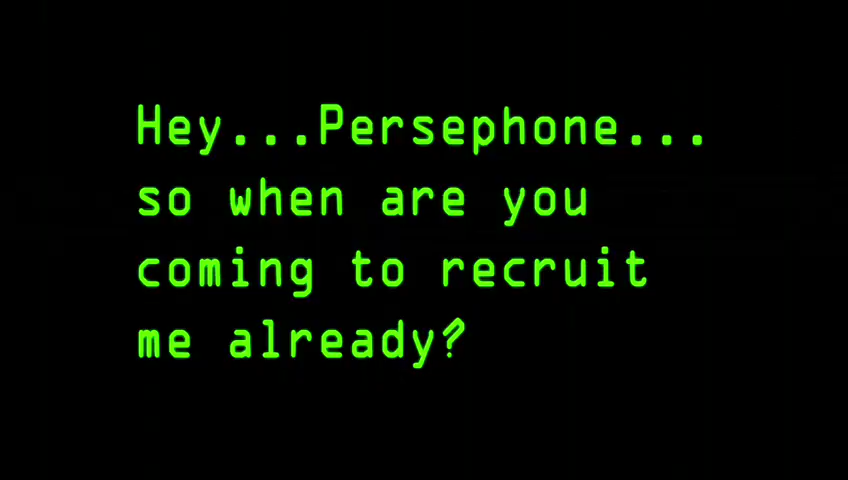 Hey...Persephone...
so when are you
coming to recruit
me already?